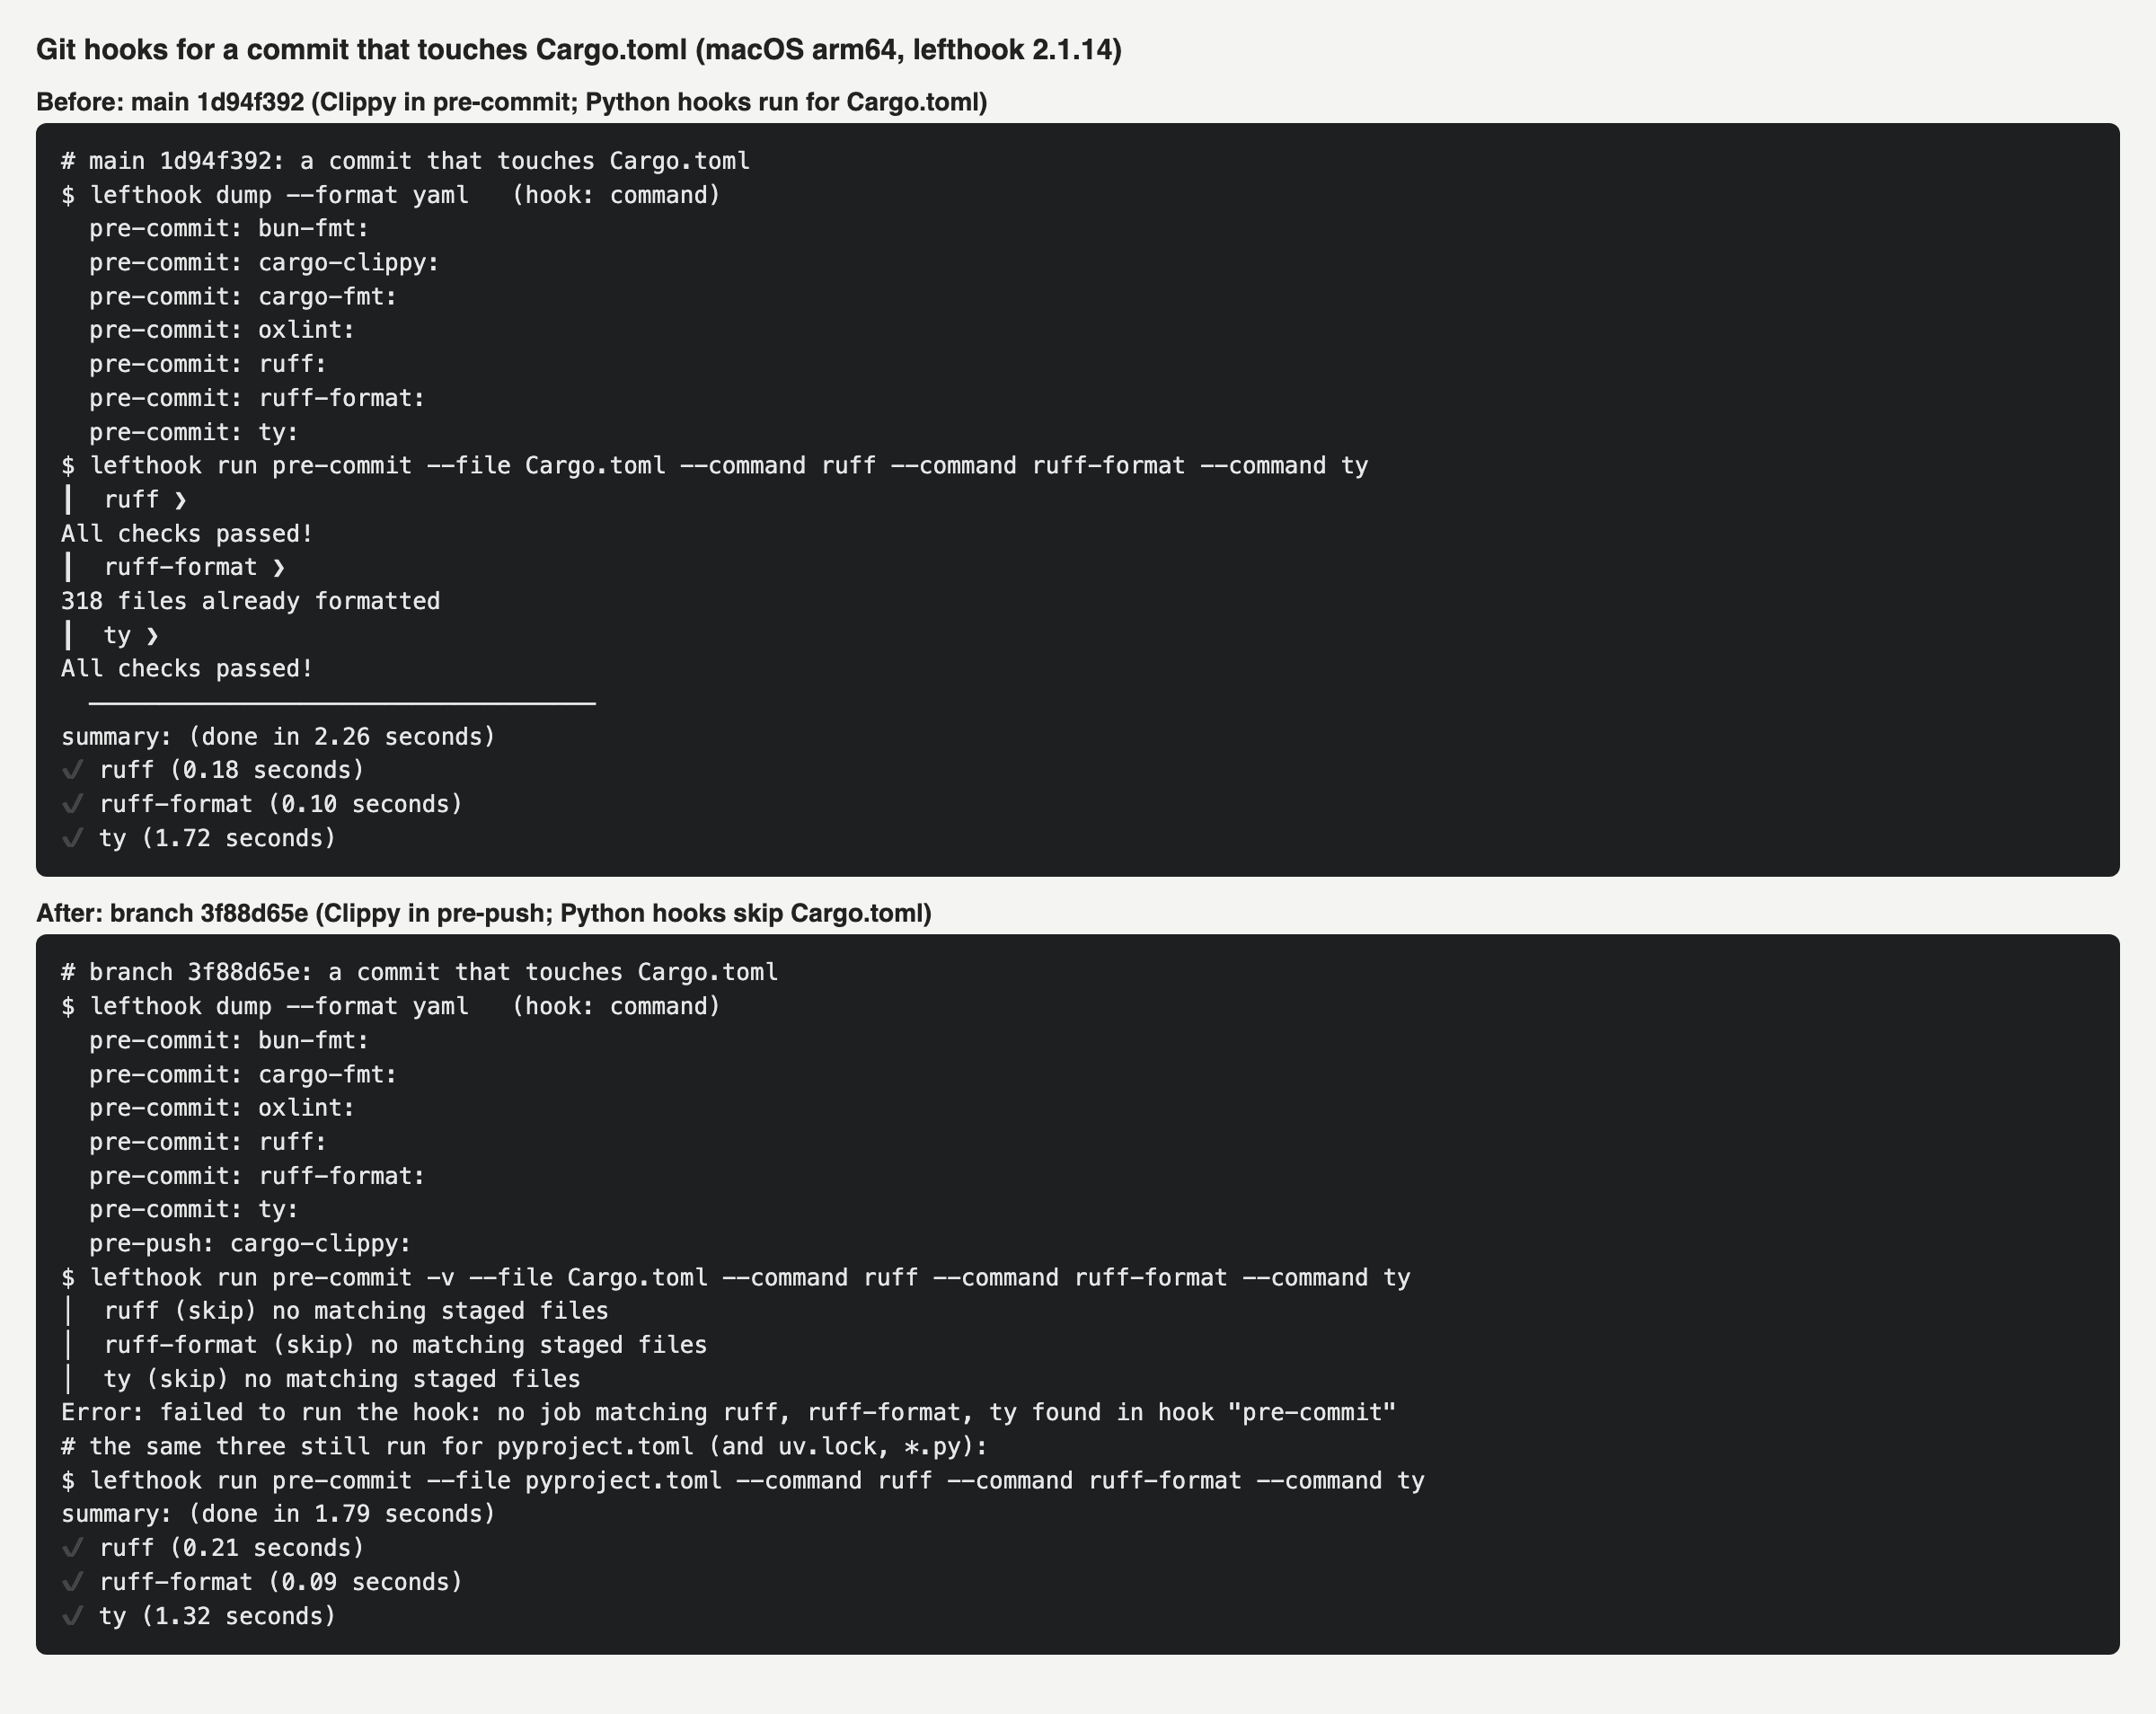 Git hooks for a commit that touches Cargo.toml (macOS arm64, lefthook 2.1.14)
Before: main 1d94f392 (Clippy in pre-commit; Python hooks run for Cargo.toml)
# main 1d94f392: a commit that touches Cargo.toml
$ lefthook dump --format yaml   (hook: command)
  pre-commit: bun-fmt:
  pre-commit: cargo-clippy:
  pre-commit: cargo-fmt:
  pre-commit: oxlint:
  pre-commit: ruff:
  pre-commit: ruff-format:
  pre-commit: ty:
$ lefthook run pre-commit --file Cargo.toml --command ruff --command ruff-format --command ty
┃  ruff ❯
All checks passed!
┃  ruff-format ❯
318 files already formatted
┃  ty ❯
All checks passed!
  ────────────────────────────────────
summary: (done in 2.26 seconds)
✔ ruff (0.18 seconds)
✔ ruff-format (0.10 seconds)
✔ ty (1.72 seconds)
After: branch 3f88d65e (Clippy in pre-push; Python hooks skip Cargo.toml)
# branch 3f88d65e: a commit that touches Cargo.toml
$ lefthook dump --format yaml   (hook: command)
  pre-commit: bun-fmt:
  pre-commit: cargo-fmt:
  pre-commit: oxlint:
  pre-commit: ruff:
  pre-commit: ruff-format:
  pre-commit: ty:
  pre-push: cargo-clippy:
$ lefthook run pre-commit -v --file Cargo.toml --command ruff --command ruff-format --command ty
│  ruff (skip) no matching staged files
│  ruff-format (skip) no matching staged files
│  ty (skip) no matching staged files
Error: failed to run the hook: no job matching ruff, ruff-format, ty found in hook "pre-commit"
# the same three still run for pyproject.toml (and uv.lock, *.py):
$ lefthook run pre-commit --file pyproject.toml --command ruff --command ruff-format --command ty
summary: (done in 1.79 seconds)
✔ ruff (0.21 seconds)
✔ ruff-format (0.09 seconds)
✔ ty (1.32 seconds)